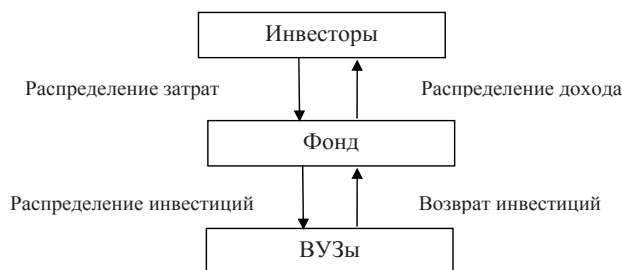 Инвесторы
Распределение затрат
Распределение дохода
Фонд
Распределение инвестиций
Возврат инвестиций
ВУЗы